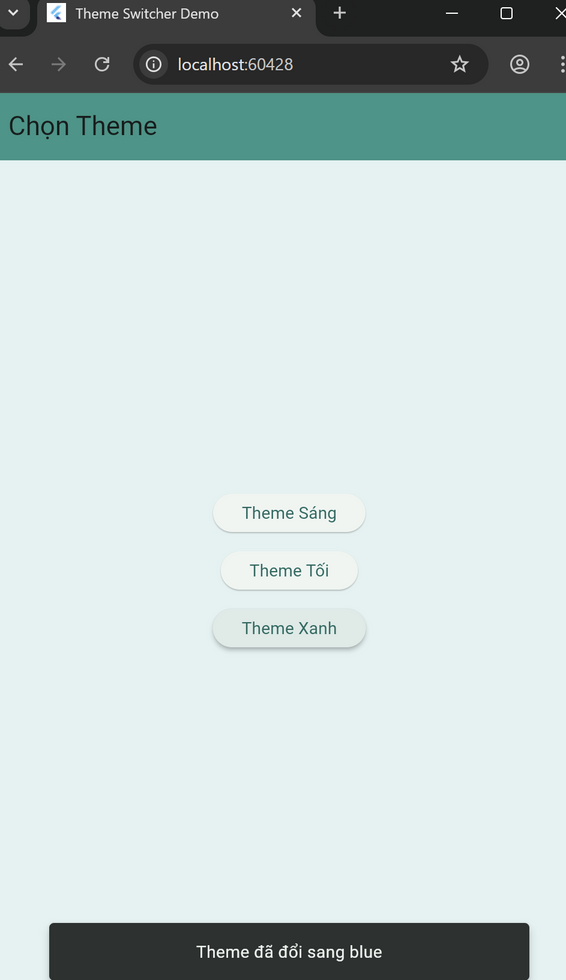 Theme Switcher Demo
localhost:60428
Chọn Theme
Theme Sáng
Theme Tối
Theme Xanh
Theme đã đổi sang blue